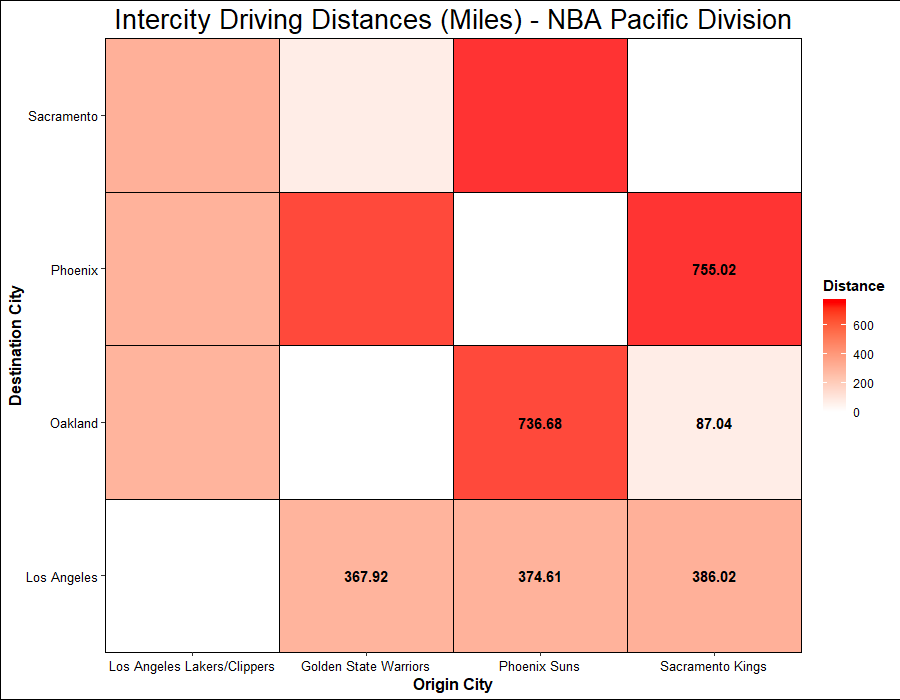 Intercity Driving Distances (Miles) - NBA Pacific Division
Sacramento
Phoenix
755.02
Oakland
736.68
87.04
Los Angeles
367.92
374.61
386.02
Los Angeles Lakers/Clippers
Golden State Warriors
Phoenix Suns
Sacramento Kings
Origin City
Destination City
Distance
600
400
200
0